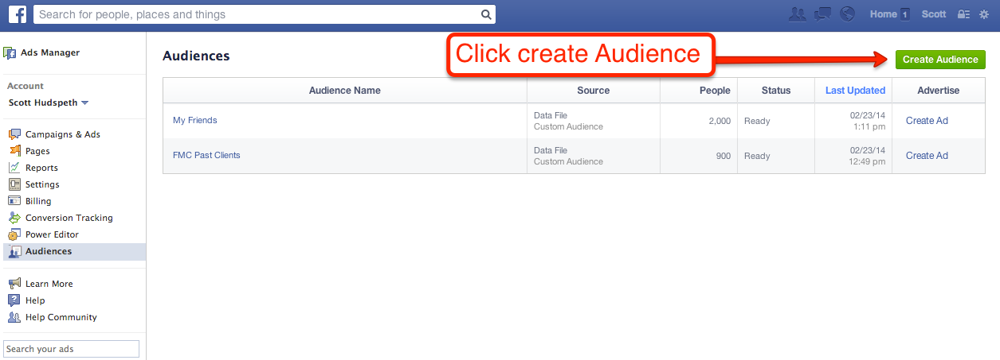 f
Search for people, places and things
Home 1 Scott
Ads Manager
Account
Scott Hudspeth
Campaigns & Ads
Pages
Reports
Settings
Billing
Conversion Tracking
Power Editor
Audiences
Learn More
Help
Help Community
Search your ads
Audiences
Click create Audience
Create Audience
Audience Name Source People Status Last Updated Advertise
My Friends
Data File
Custom Audience
2,000
Ready
02/23/14
1:11 pm
Create Ad
FMC Past Clients
Data File
Custom Audience
900
Ready
02/23/14
12:49 pm
Create Ad